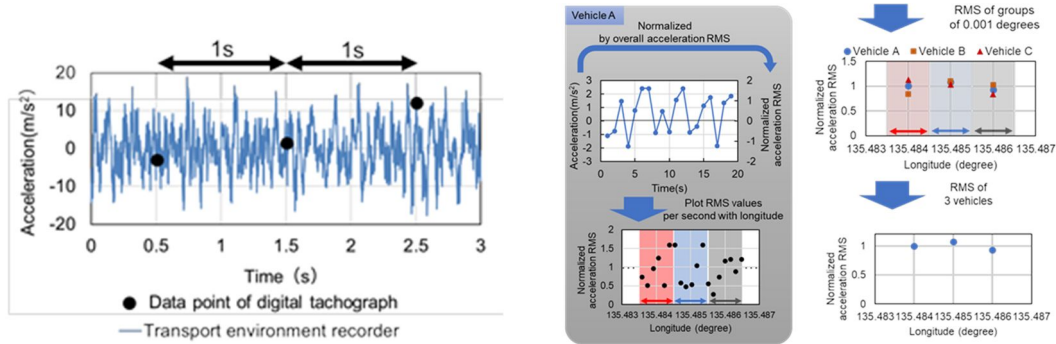 1s
1s
20
10
0
-10
-20
Acceleration(m/s²)
0
0.5
1
1.5
2
2.5
3
Time (s)
Data point of digital tachograph
Transport environment recorder
Vehicle A
Normalized
by overall acceleration RMS
3
2
1
0
-1
-2
-3
Acceleration(m/s²)
2
1
0
-1
-2
Normalized
acceleration RMS
0
5
10
15
20
Time(s)
Plot RMS values
per second with longitude
2
1.5
1
0.5
0
Normalized
acceleration RMS
135.483
135.484
135.485
135.486
135.487
Longitude (degree)
RMS of groups
of 0.001 degrees
Vehicle A
Vehicle B
Vehicle C
1.5
1
0.5
0
Normalized
acceleration RMS
135.483
135.484
135.485
135.486
135.487
Longitude (degree)
RMS of
3 vehicles
1
0.5
0
Normalized
acceleration RMS
135.483
135.484
135.485
135.486
135.487
Longitude (degree)